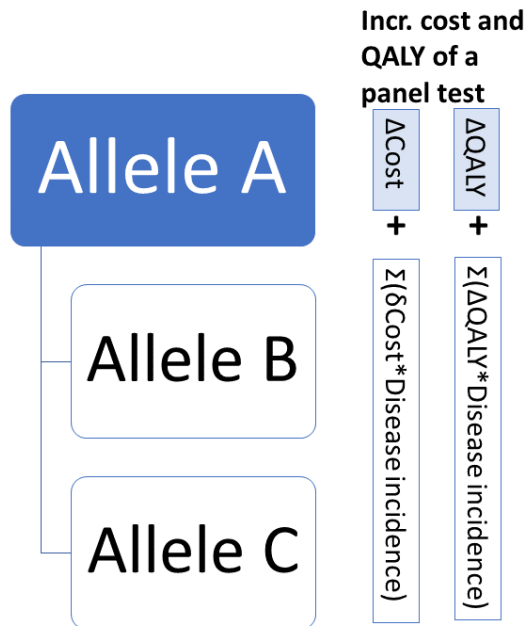 Incr. cost and
QALY of a
panel test
Allele A
ΔCost
ΔQALY
+
+
Allele B
Σ(δCost*Disease incidence)
Σ(ΔQALY*Disease incidence)
Allele C